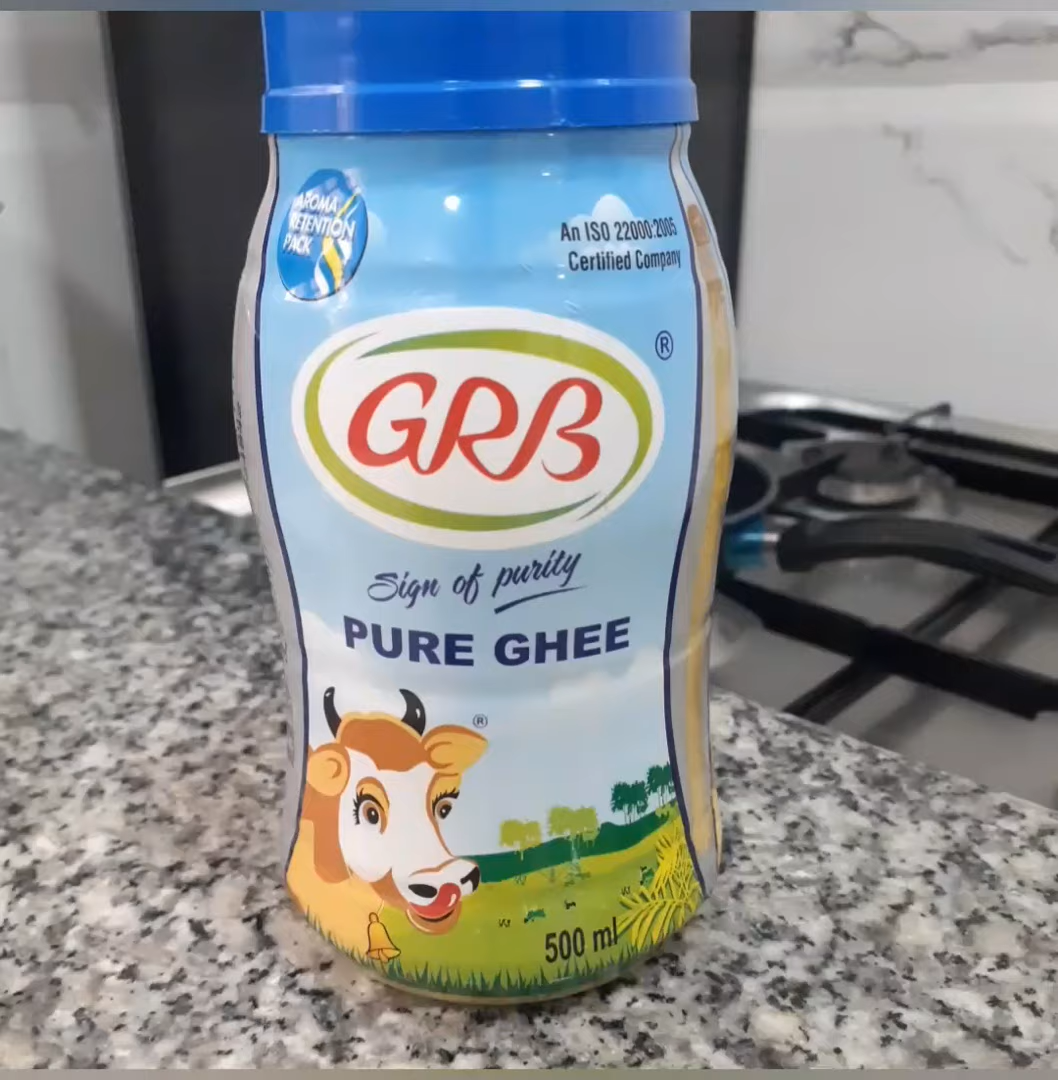 AROMA
RETENTION
PACK
An ISO 22000:2005
Certified Company
GRB
®
Sign of purity
PURE GHEE
®
500 ml